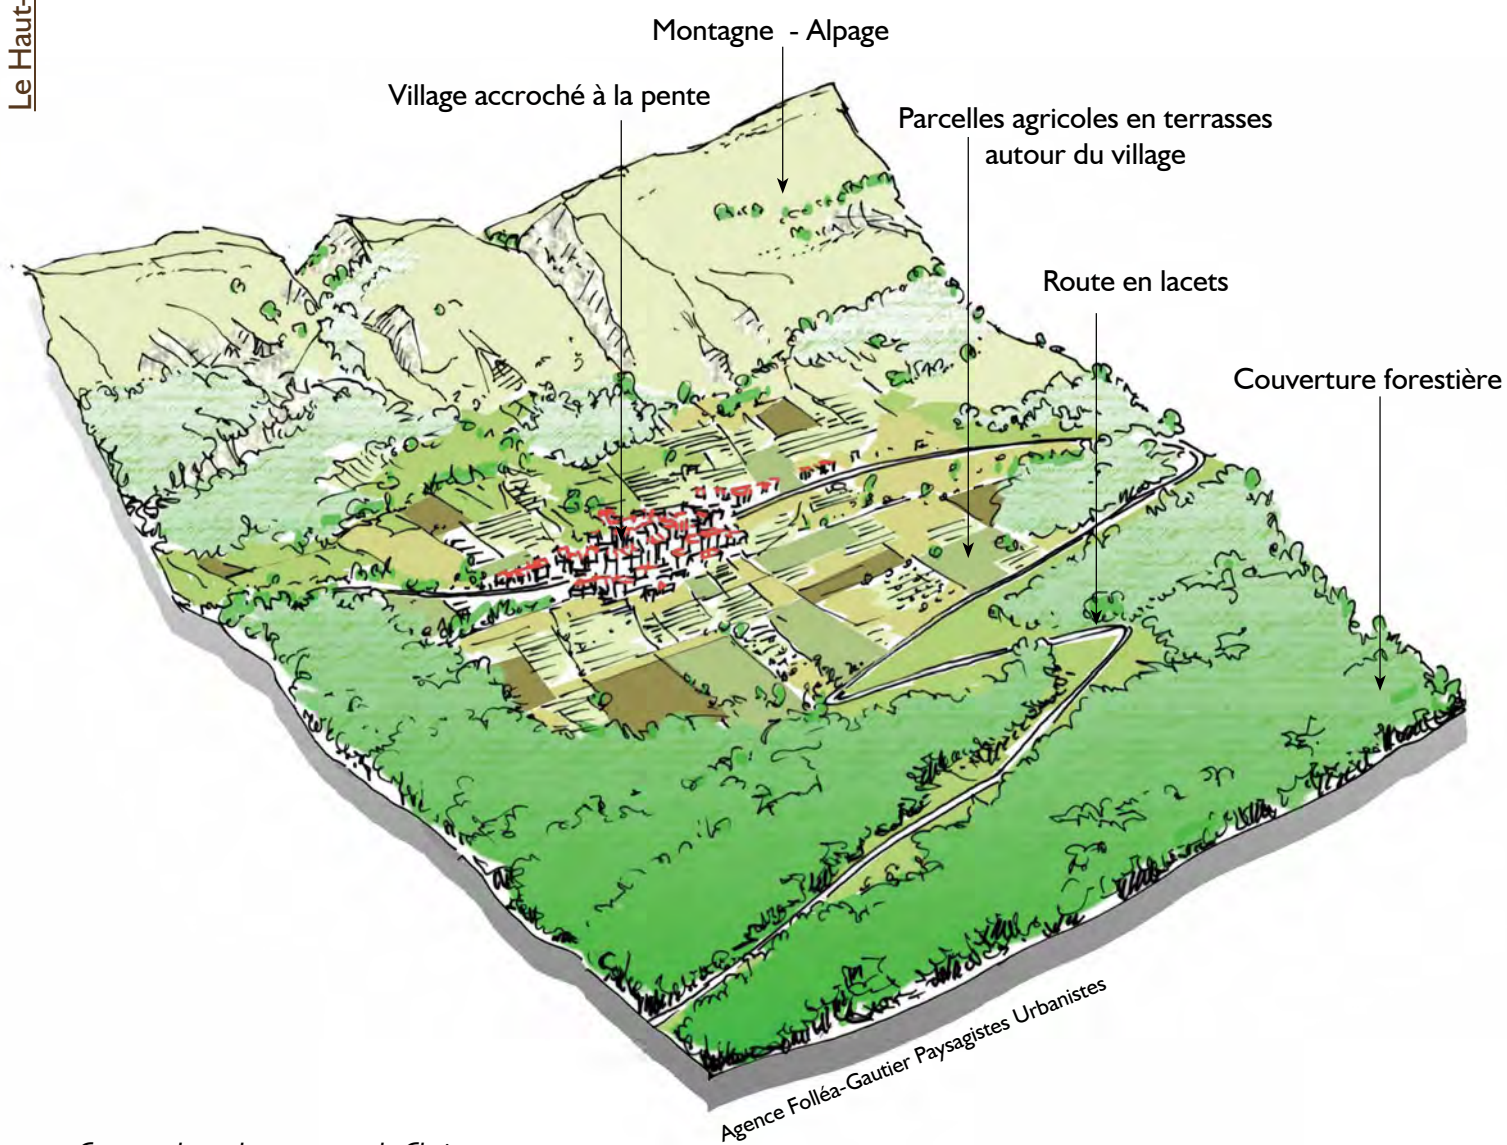 Le Haut-
Montagne - Alpage
Village accroché à la pente
Parcelles agricoles en terrasses
autour du village
Route en lacets
Couverture forestière
Agence Folléa-Gautier Paysagistes Urbanistes